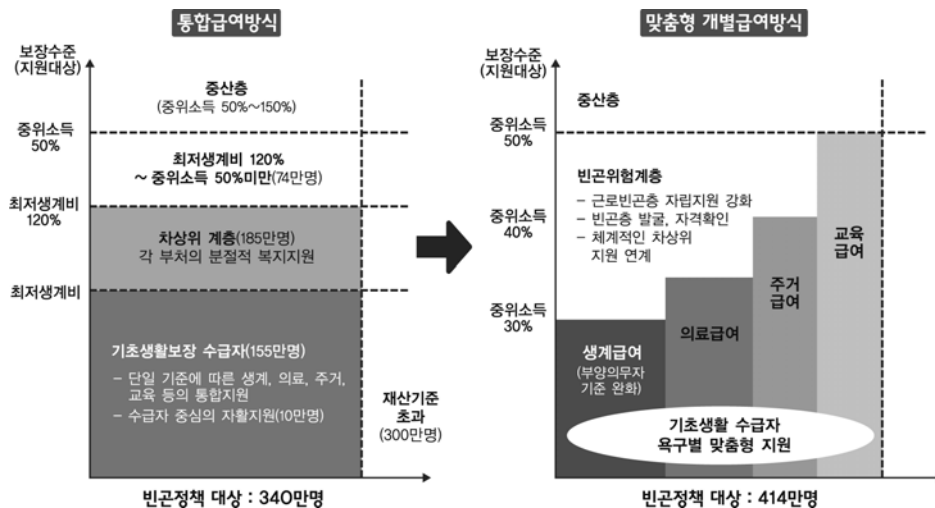 통합급여방식
보장수준
(지원대상)
중산층
(중위소득 50%~150%)
중위소득
50%
최저생계비 120%
~ 중위소득 50%미만(74만명)
최저생계비
120%
차상위 계층(185만명)
각 부처의 분절적 복지지원
최저생계비
기초생활보장 수급자(155만명)
- 단일 기준에 따른 생계, 의료, 주거,
교육 등의 통합지원
- 수급자 중심의 자활지원(10만명)
재산기준
초과
(300만명)
빈곤정책 대상 : 340만명
맞춤형 개별급여방식
보장수준
(지원대상)
중산층
중위소득
50%
빈곤위험계층
- 근로빈곤층 자립지원 강화
- 빈곤층 발굴, 자격확인
- 체계적인 차상위
지원 연계
중위소득
40%
중위소득
30%
생계급여
(부양의무자
기준 완화)
의료급여
주거
급여
교육
급여
기초생활 수급자
욕구별 맞춤형 지원
빈곤정책 대상 : 414만명